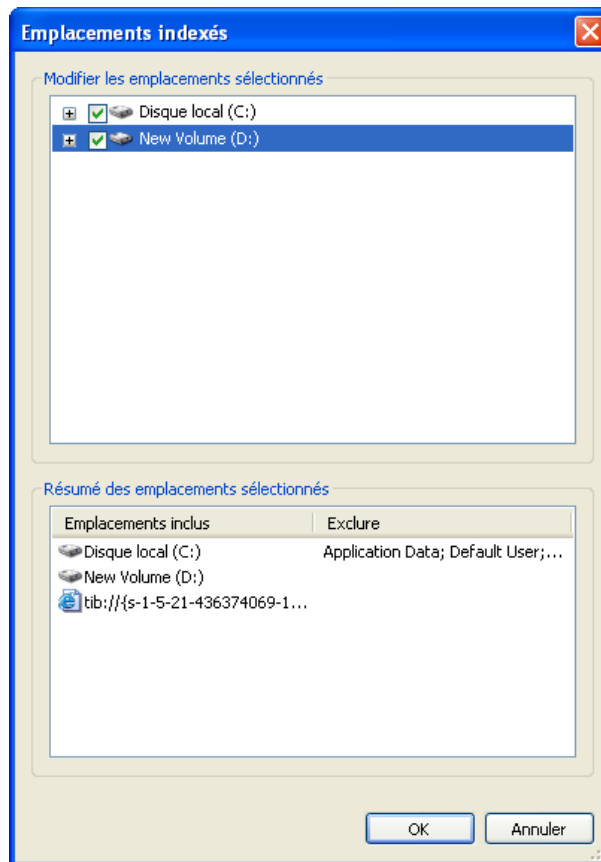 Emplacements indexés
Modifier les emplacements sélectionnés
Disque local (C:)
New Volume (D:)
Résumé des emplacements sélectionnés
Emplacements inclus Exclure
Disque local (C:) Application Data; Default User;...
New Volume (D:)
tib://{s-1-5-21-436374069-1...
OK Annuler